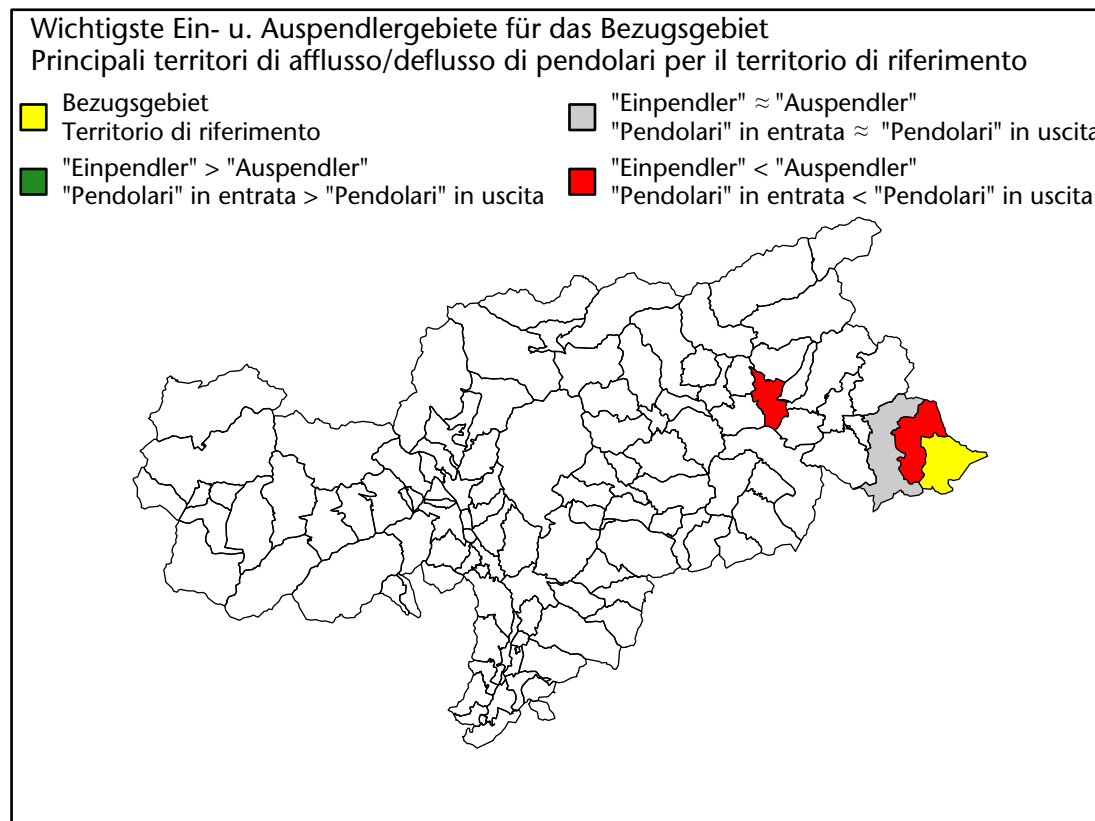 Wichtigste Ein- u. Auspendlergebiete für das Bezugsgebiet
Principali territori di afflusso/deflusso di pendolari per il territorio di riferimento
Bezugsgebiet
Territorio di riferimento
"Einpendler" > "Auspendler"
"Pendolari" in entrata > "Pendolari" in uscita
"Einpendler" ≈ "Auspendler"
"Pendolari" in entrata ≈ "Pendolari" in uscita
"Einpendler" < "Auspendler"
"Pendolari" in entrata < "Pendolari" in uscita